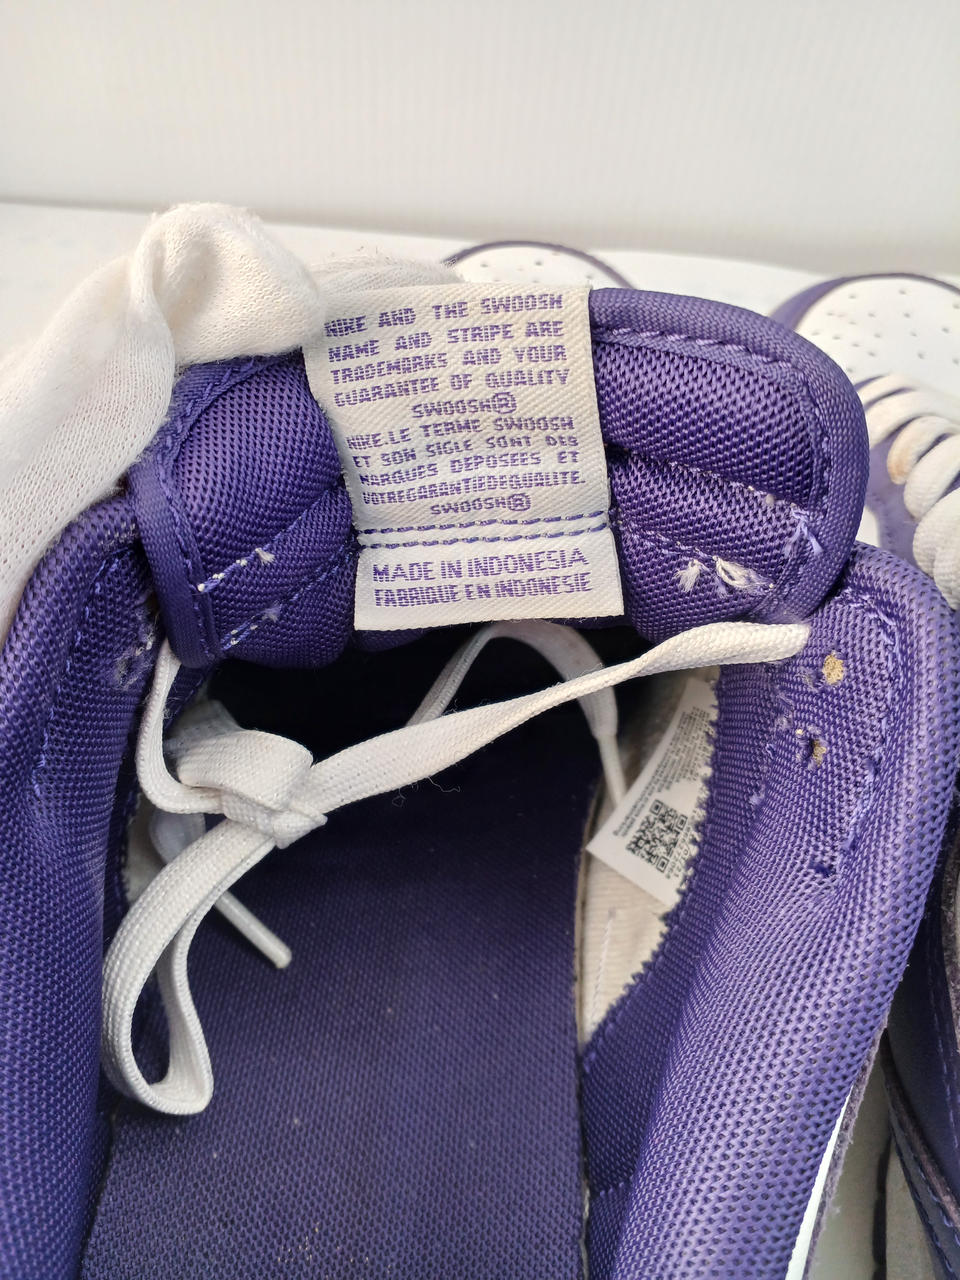 NIKE AND THE SWOOSH
NAME AND STRIPE ARE
TRADEMARKS AND YOUR
GUARANTEE OF QUALITY
SWOOSH®
NIKE.LE TERME SWOOSH
ET SON SIGLE SONT DES
MARQUES DEPOSEES ET
VOTREGARANTIEDEQUALITE.
SWOOSH®
MADE IN INDONESIA
FABRIQUE EN INDONESIE